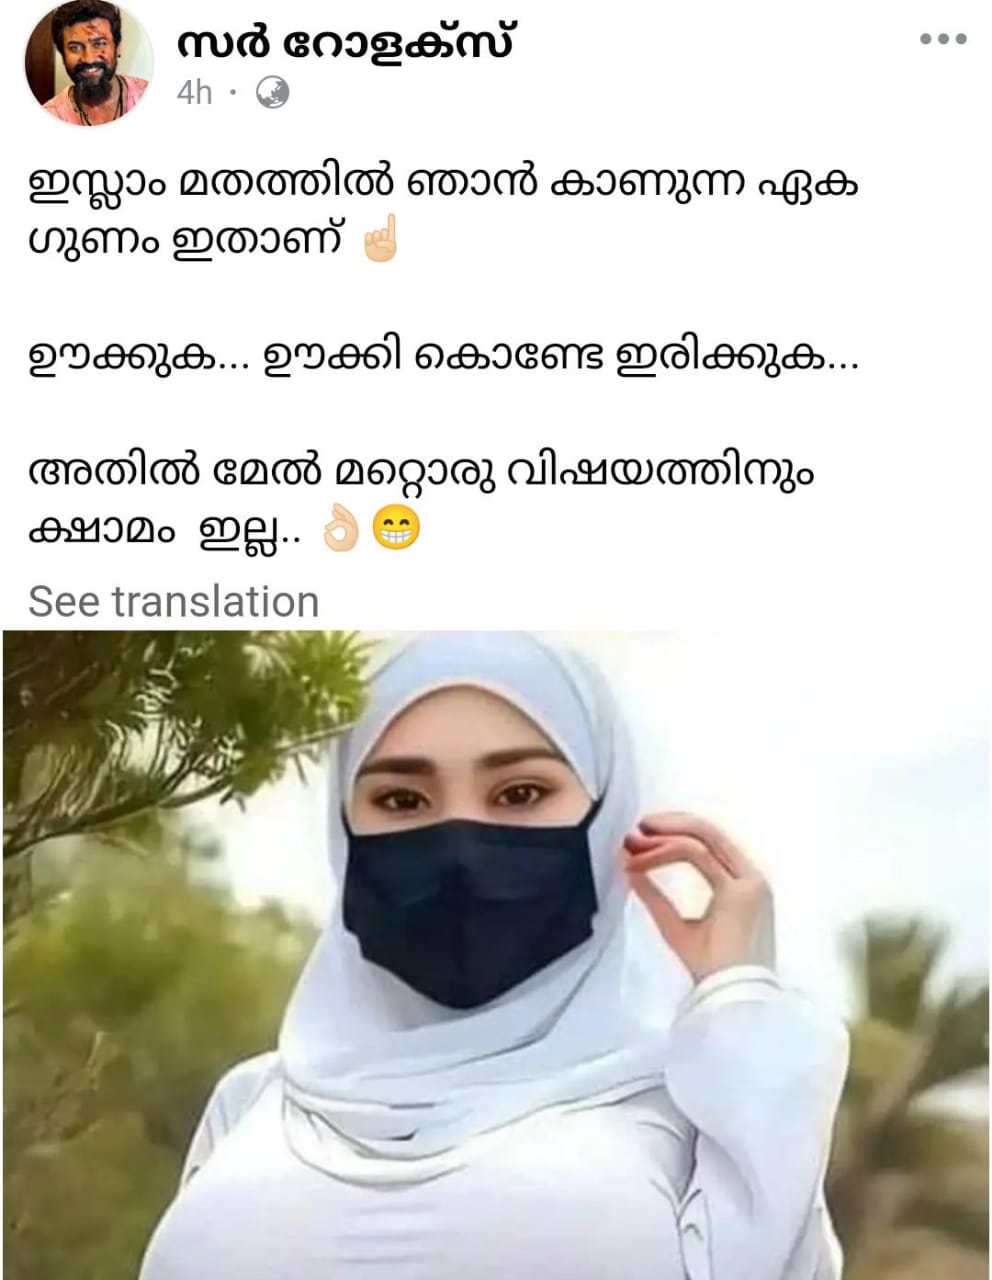 സർ റോളക്സ്
4h ·
ഇസ്ലാം മതത്തിൽ ഞാൻ കാണുന്ന ഏക
ഗുണം ഇതാണ് ☝🏻
ഊക്കുക... ഊക്കി കൊണ്ടേ ഇരിക്കുക...
അതിൽ മേൽ മറ്റൊരു വിഷയത്തിനും
ക്ഷാമം ഇല്ല.. 👌🏻😁
See translation